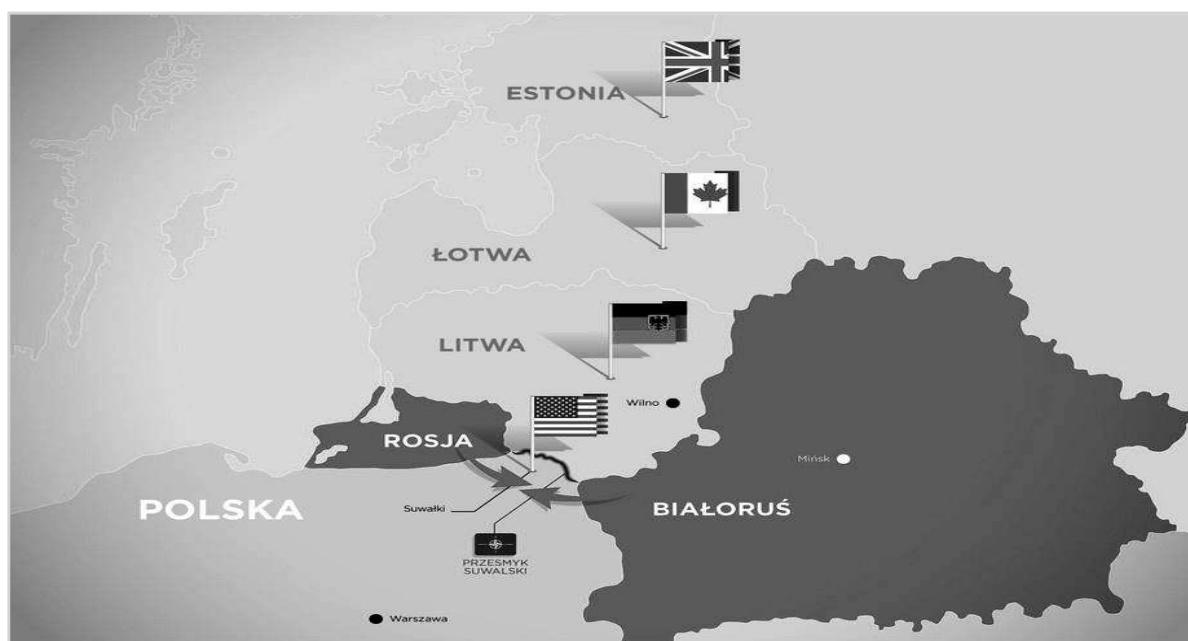 ESTONIA
ŁOTWA
LITWA
Wilno
ROSJA
Mińsk
POLSKA
Suwałki
BIAŁORUŚ
PRZESMYK
SUWALSKI
Warszawa